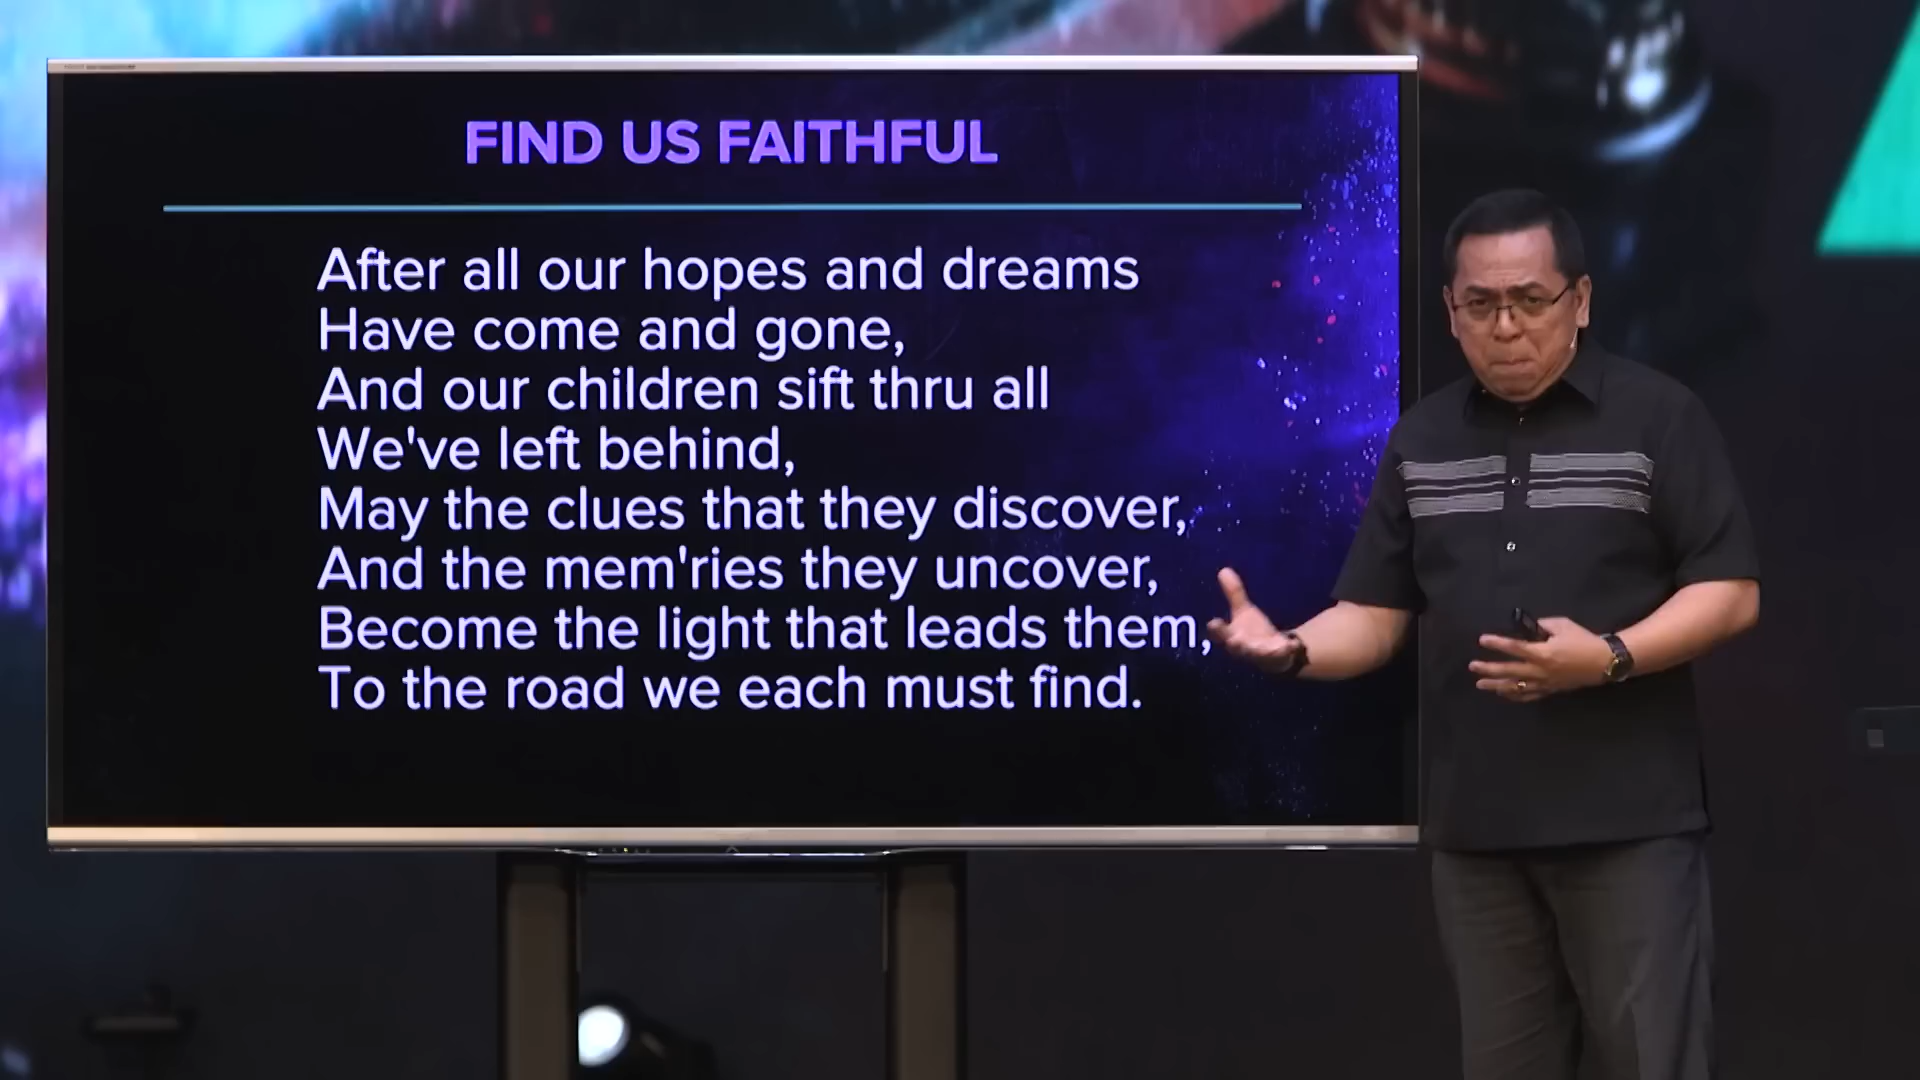 FIND US FAITHFUL
After all our hopes and dreams
Have come and gone,
And our children sift thru all
We've left behind,
May the clues that they discover,
And the mem'ries they uncover,
Become the light that leads them,
To the road we each must find.